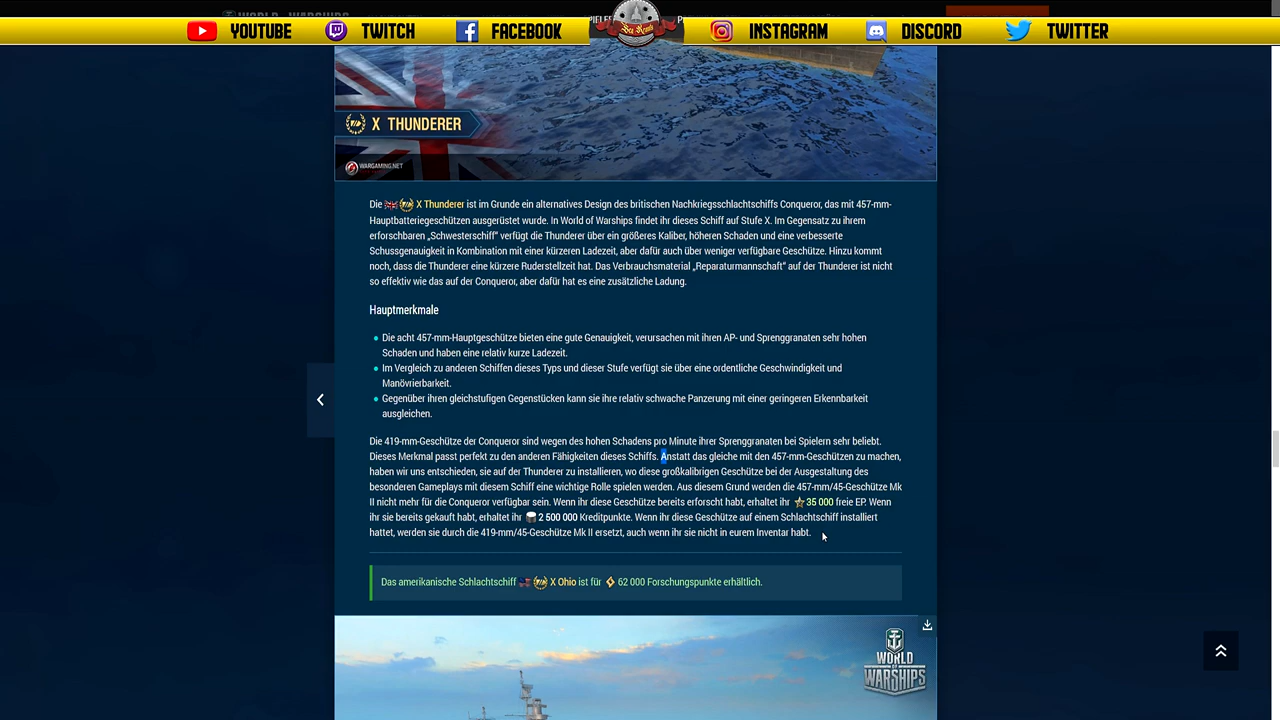 WORLD OF WARSHIPS
YOUTUBE TWITCH FACEBOOK INSTAGRAM DISCORD TWITTER
X THUNDERER
WARGAMING.NET
Die X Thunderer ist im Grunde ein alternatives Design des britischen Nachkriegsschlachtschiffs Conqueror, das mit 457-mm-
Hauptbatteriegeschützen ausgerüstet wurde. In World of Warships findet ihr dieses Schiff auf Stufe X. Im Gegensatz zu ihrem
erforschbaren „Schwesterschiff“ verfügt die Thunderer über ein größeres Kaliber, höheren Schaden und eine verbesserte
Schussgenauigkeit in Kombination mit einer kürzeren Ladezeit, aber dafür auch über weniger verfügbare Geschütze. Hinzu kommt
noch, dass die Thunderer eine kürzere Ruderstellzeit hat. Das Verbrauchsmaterial „Reparaturmannschaft“ auf der Thunderer ist nicht
so effektiv wie das auf der Conqueror, aber dafür hat es eine zusätzliche Ladung.
Hauptmerkmale
Die acht 457-mm-Hauptgeschütze bieten eine gute Genauigkeit, verursachen mit ihren AP- und Sprenggranaten sehr hohen
Schaden und haben eine relativ kurze Ladezeit.
Im Vergleich zu anderen Schiffen dieses Typs und dieser Stufe verfügt sie über eine ordentliche Geschwindigkeit und
Manövrierbarkeit.
Gegenüber ihren gleichstufigen Gegenstücken kann sie ihre relativ schwache Panzerung mit einer geringeren Erkennbarkeit
ausgleichen.
Die 419-mm-Geschütze der Conqueror sind wegen des hohen Schadens pro Minute ihrer Sprenggranaten bei Spielern sehr beliebt.
Dieses Merkmal passt perfekt zu den anderen Fähigkeiten dieses Schiffs. Anstatt das gleiche mit den 457-mm-Geschützen zu machen,
haben wir uns entschieden, sie auf der Thunderer zu installieren, wo diese großkalibrigen Geschütze bei der Ausgestaltung des
besonderen Gameplays mit diesem Schiff eine wichtige Rolle spielen werden. Aus diesem Grund werden die 457-mm/45-Geschütze Mk
II nicht mehr für die Conqueror verfügbar sein. Wenn ihr diese Geschütze bereits erforscht habt, erhaltet ihr 35 000 freie EP. Wenn
ihr sie bereits gekauft habt, erhaltet ihr 2 500 000 Kreditpunkte. Wenn ihr diese Geschütze auf einem Schlachtschiff installiert
hattet, werden sie durch die 419-mm/45-Geschütze Mk II ersetzt, auch wenn ihr sie nicht in eurem Inventar habt.
Das amerikanische Schlachtschiff X Ohio ist für 62 000 Forschungspunkte erhältlich.
WORLD OF WARSHIPS